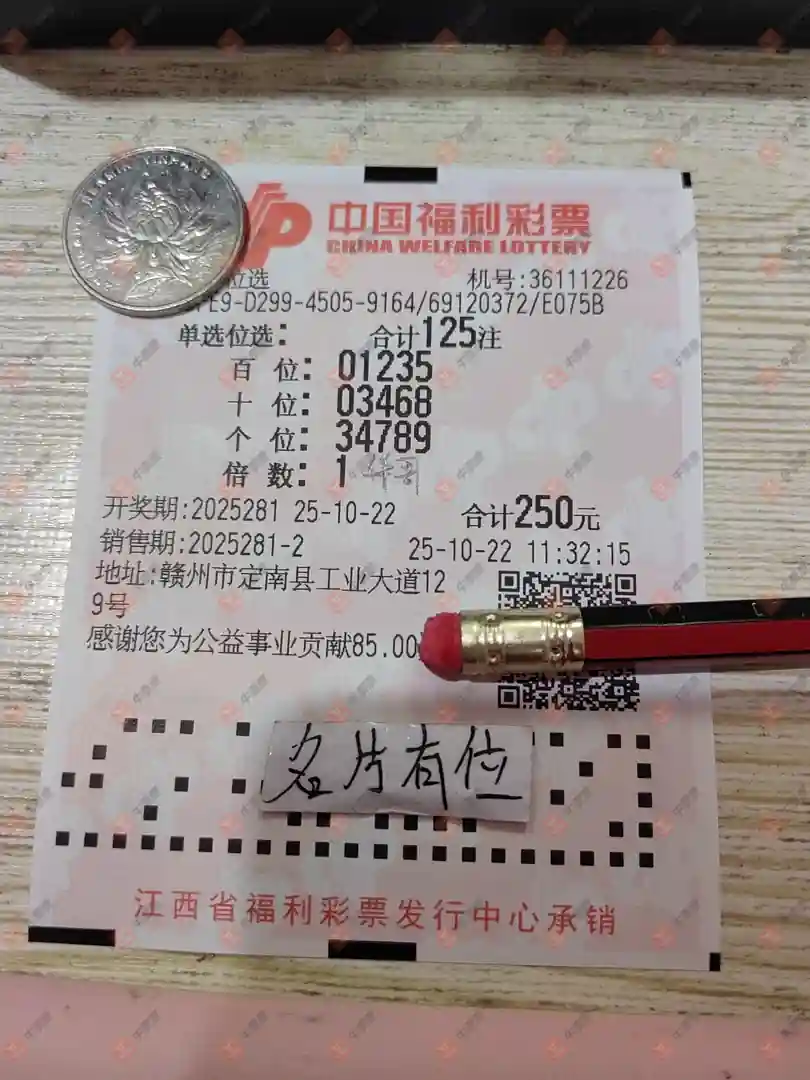 中国福利彩票
CHINA WELFARE LOTTERY
位选 机号:36111226
E9-D299-4505-9164/69120372/E075B
单选位选: 合计125注
百 位: 01235
十 位: 03468
个 位: 34789
倍 数: 1
开奖期:2025281 25-10-22 合计250元
销售期:2025281-2 25-10-22 11:32:15
地址:赣州市定南县工业大道12
9号
感谢您为公益事业贡献85.00
名片有位
江西省福利彩票发行中心承销